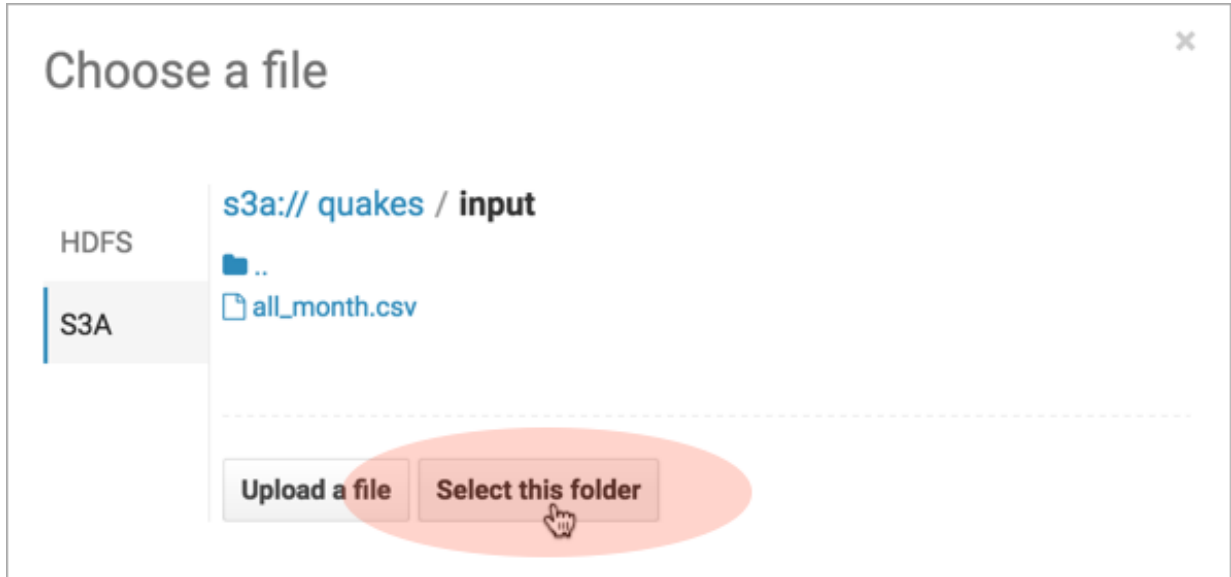 Choose a file
×
HDFS
S3A
s3a:// quakes / input
..
all_month.csv
Upload a file
Select this folder